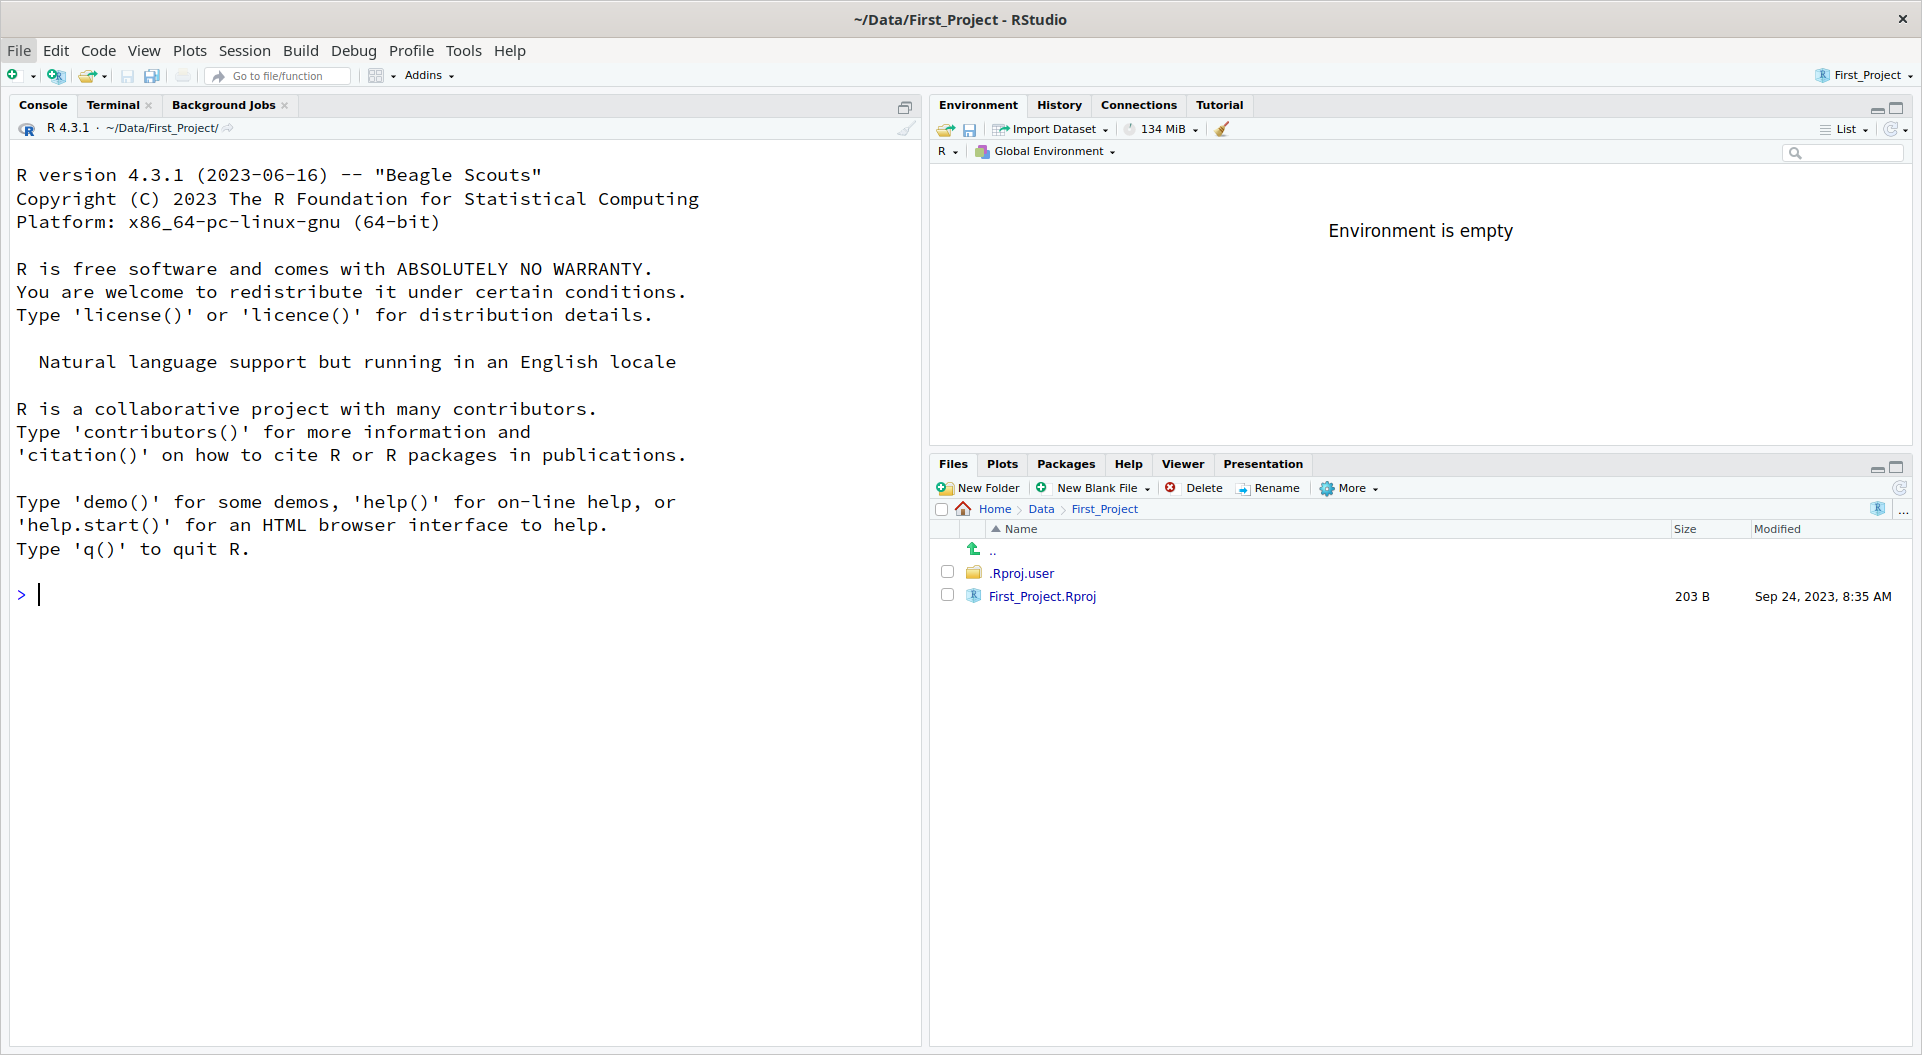 ~/Data/First_Project - RStudio
File Edit Code View Plots Session Build Debug Profile Tools Help
Go to file/function Addins First_Project
Console Terminal Background Jobs
R 4.3.1 · ~/Data/First_Project/
R version 4.3.1 (2023-06-16) -- "Beagle Scouts"
Copyright (C) 2023 The R Foundation for Statistical Computing
Platform: x86_64-pc-linux-gnu (64-bit)
R is free software and comes with ABSOLUTELY NO WARRANTY.
You are welcome to redistribute it under certain conditions.
Type 'license()' or 'licence()' for distribution details.
Natural language support but running in an English locale
R is a collaborative project with many contributors.
Type 'contributors()' for more information and
'citation()' on how to cite R or R packages in publications.
Type 'demo()' for some demos, 'help()' for on-line help, or
'help.start()' for an HTML browser interface to help.
Type 'q()' to quit R.
>
Environment History Connections Tutorial
Import Dataset 134 MiB List
R Global Environment
Environment is empty
Files Plots Packages Help Viewer Presentation
New Folder New Blank File Delete Rename More
Home Data First_Project ...
Name Size Modified
..
.Rproj.user
First_Project.Rproj 203 B Sep 24, 2023, 8:35 AM